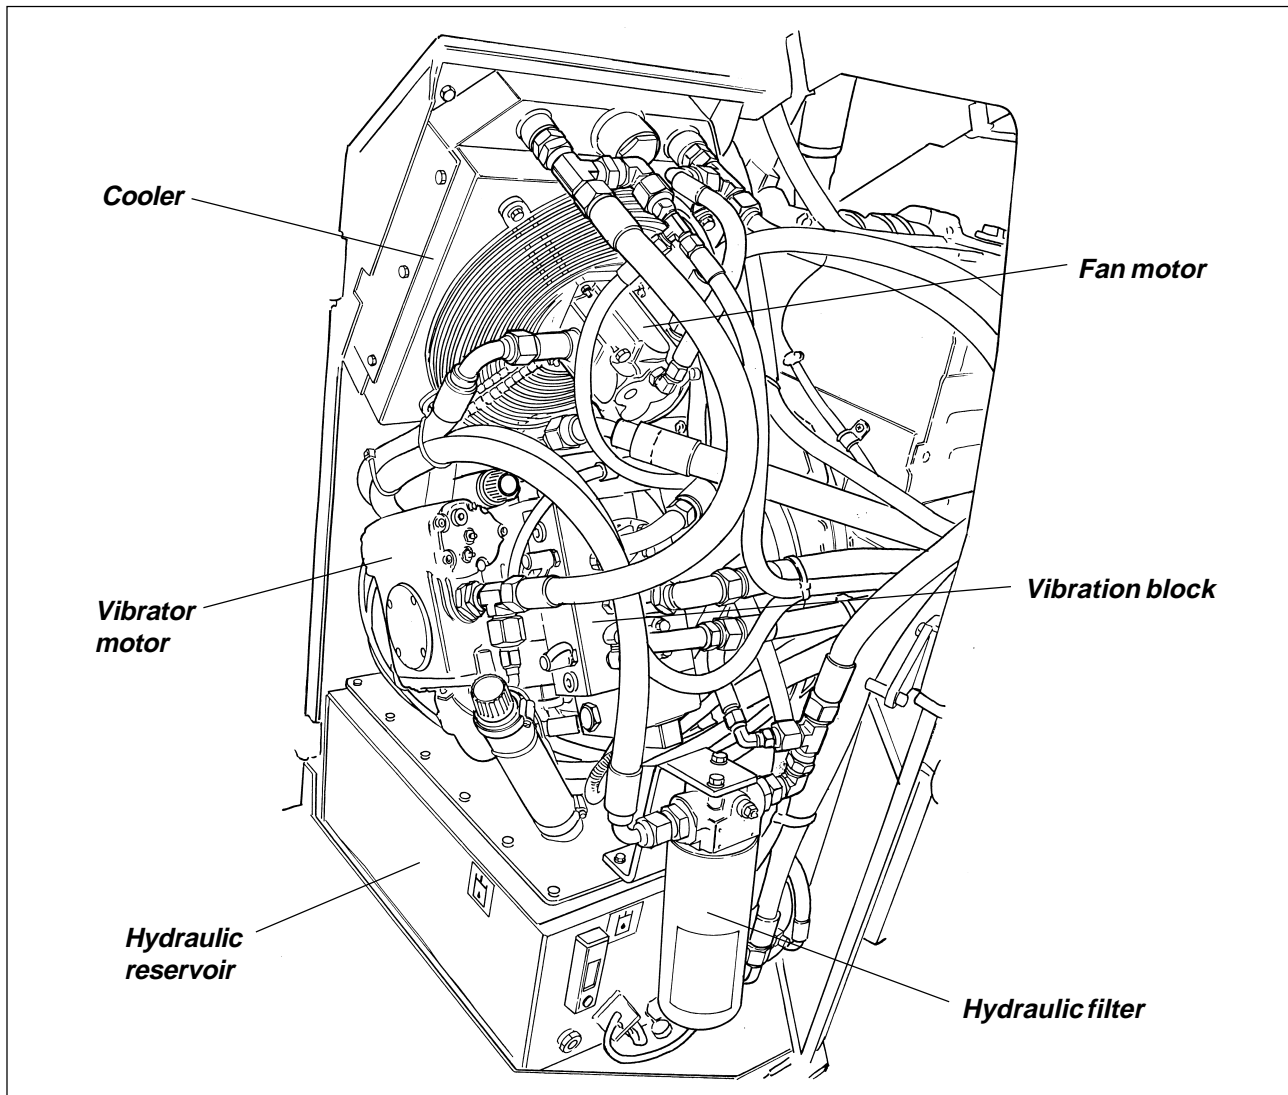 Cooler
Fan motor
Vibrator
motor
Vibration block
Hydraulic
reservoir
Hydraulic filter